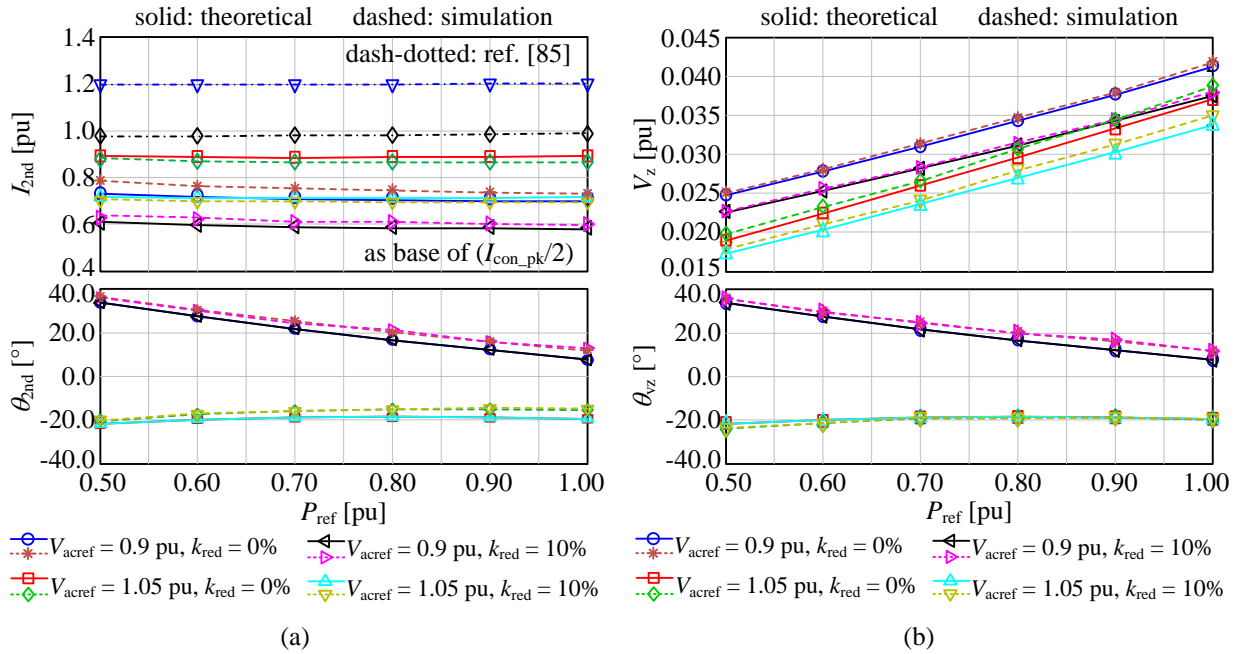 solid: theoretical dashed: simulation
I2nd [pu]
1.4
1.2
1.0
0.8
0.6
0.4
dash-dotted: ref. [85]
as base of (Icon_pk/2)
θ2nd [°]
40.0
20.0
0.0
-20.0
-40.0
0.50 0.60 0.70 0.80 0.90 1.00
Pref [pu]
Vacref = 0.9 pu, kred = 0% Vacref = 0.9 pu, kred = 10%
Vacref = 1.05 pu, kred = 0% Vacref = 1.05 pu, kred = 10%
(a)
solid: theoretical dashed: simulation
Vz [pu]
0.045
0.040
0.035
0.030
0.025
0.020
0.015
θvz [°]
40.0
20.0
0.0
-20.0
-40.0
0.50 0.60 0.70 0.80 0.90 1.00
Pref [pu]
Vacref = 0.9 pu, kred = 0% Vacref = 0.9 pu, kred = 10%
Vacref = 1.05 pu, kred = 0% Vacref = 1.05 pu, kred = 10%
(b)